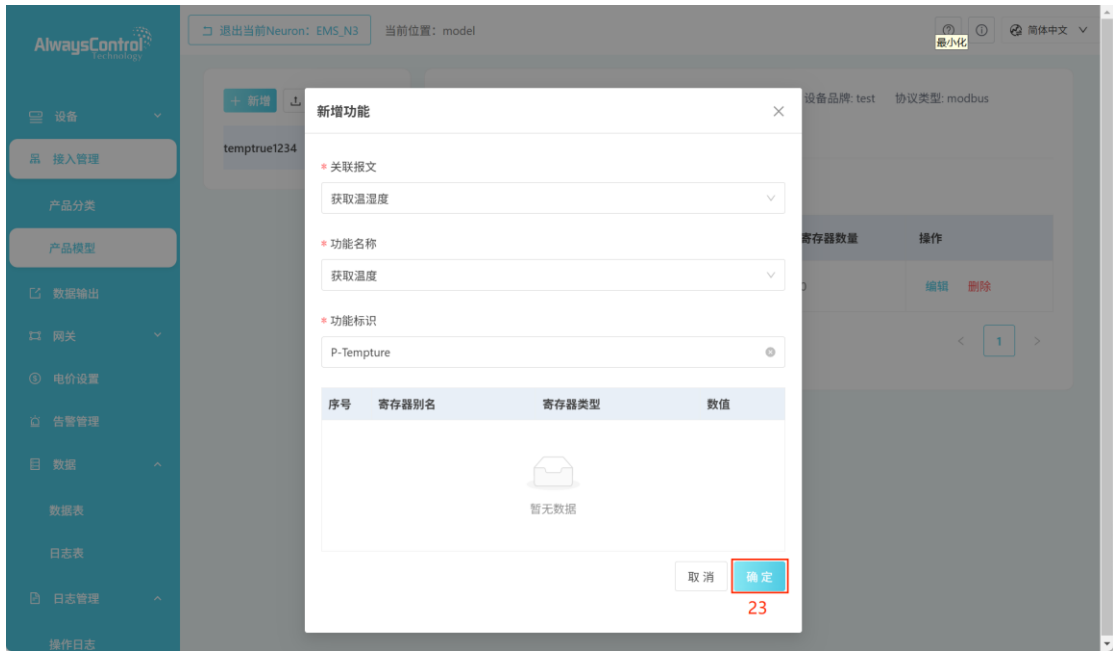 AlwaysControl
Technology
退出当前Neuron：EMS_N3
当前位置：model
最小化
简体中文
设备
接入管理
产品分类
产品模型
数据输出
网关
电价设置
告警管理
数据
数据表
日志表
日志管理
操作日志
新增
temptrue1234
设备品牌: test
协议类型: modbus
寄存器数量
操作
编辑
删除
1
新增功能
* 关联报文
获取温湿度
* 功能名称
获取温度
* 功能标识
P-Tempture
序号 寄存器别名 寄存器类型 数值
暂无数据
取 消
确 定
23